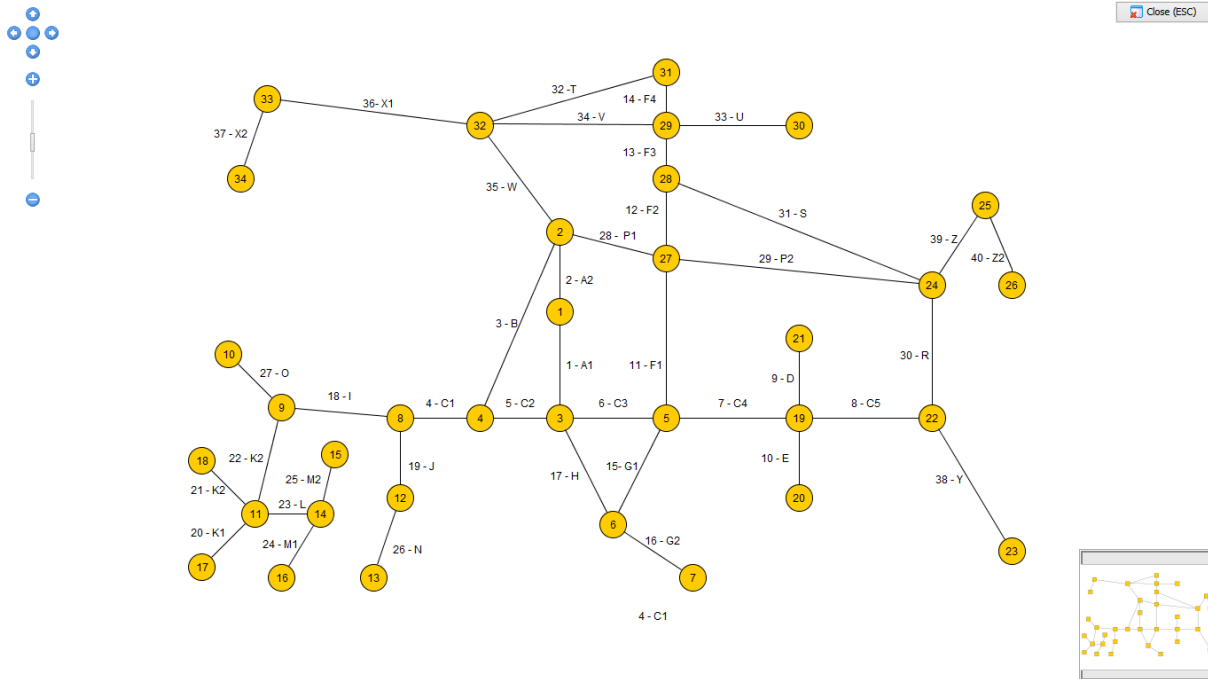 Close (ESC)
31
32 -T
14 - F4
33
36- X1
32
34 - V
29
33 - U
30
37 - X2
13 - F3
34
28
35 - W
12 - F2
31 - S
25
2
28 -  P1
27
29 - P2
39 - Z
40 - Z2
24
26
2 - A2
1
3 - B
21
10
1 - A1
11 - F1
30 - R
27 - O
9 - D
9
18 - I
8
4 - C1
4
5 - C2
3
6 - C3
5
7 - C4
19
8 - C5
22
18
22 - K2
15
19 - J
17 - H
15- G1
10 - E
38 - Y
21 - K2
25 - M2
12
20
11
23 - L
14
6
20 - K1
24 - M1
26 - N
16 - G2
23
17
16
13
7
4 - C1